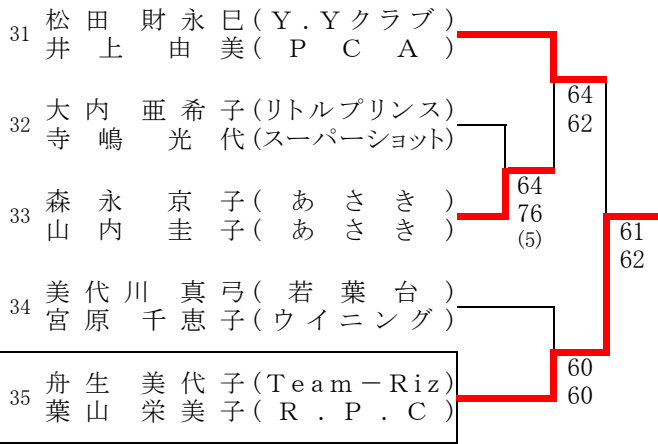 31 松田 財永巳(Y.Yクラブ)
井上 由美(PCA)
64
62
32 大内 亜希子(リトルプリンス)
寺嶋 光代(スーパーショット)
64
76
(5)
33 森永 京子(あさき)
山内 圭子(あさき)
61
62
34 美代川 真弓(若葉台)
宮原 千恵子(ウイニング)
60
60
35 舟生 美代子(Team－Riz)
葉山 栄美子(R.P.C)